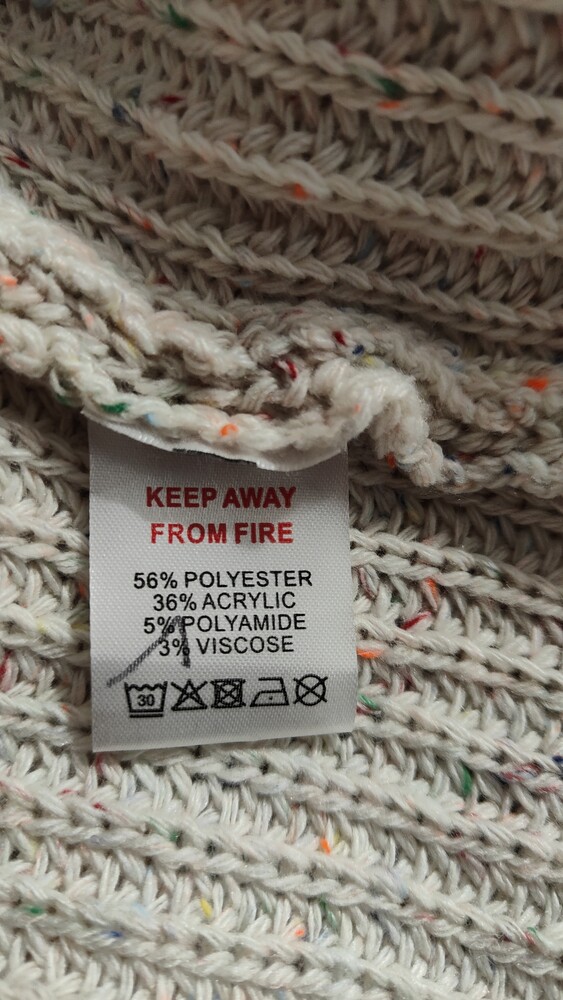 KEEP AWAY
FROM FIRE
56% POLYESTER
36% ACRYLIC
5% POLYAMIDE
3% VISCOSE
30